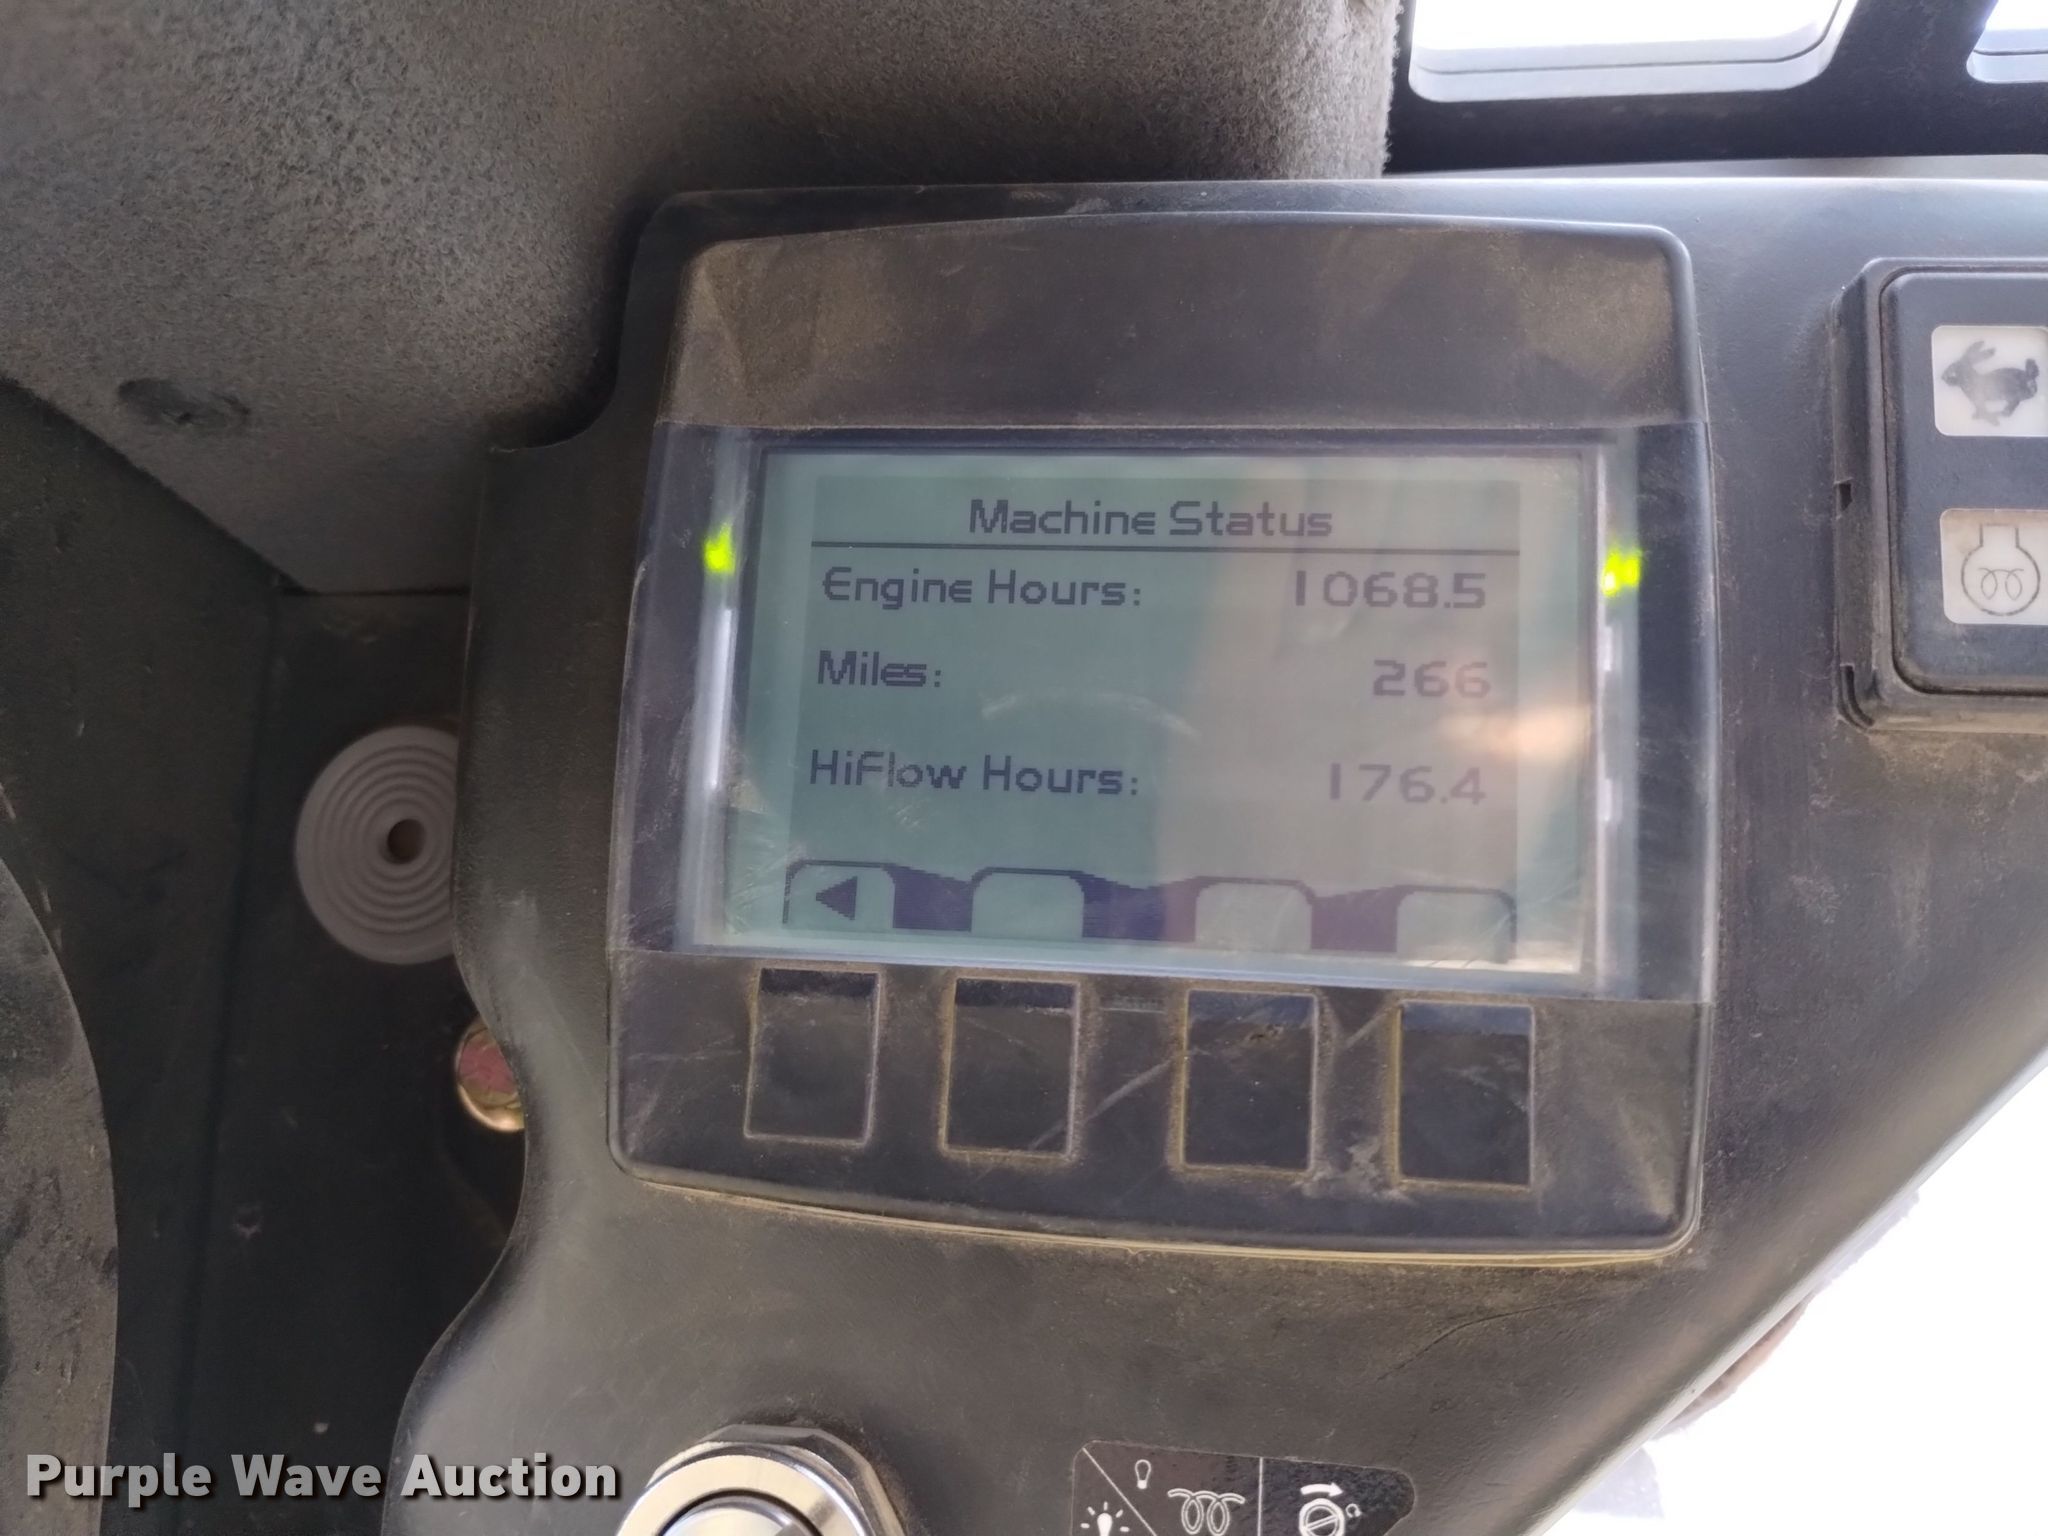 Machine Status
Engine Hours: 1068.5
Miles: 266
HiFlow Hours: 176.4
Purple Wave Auction